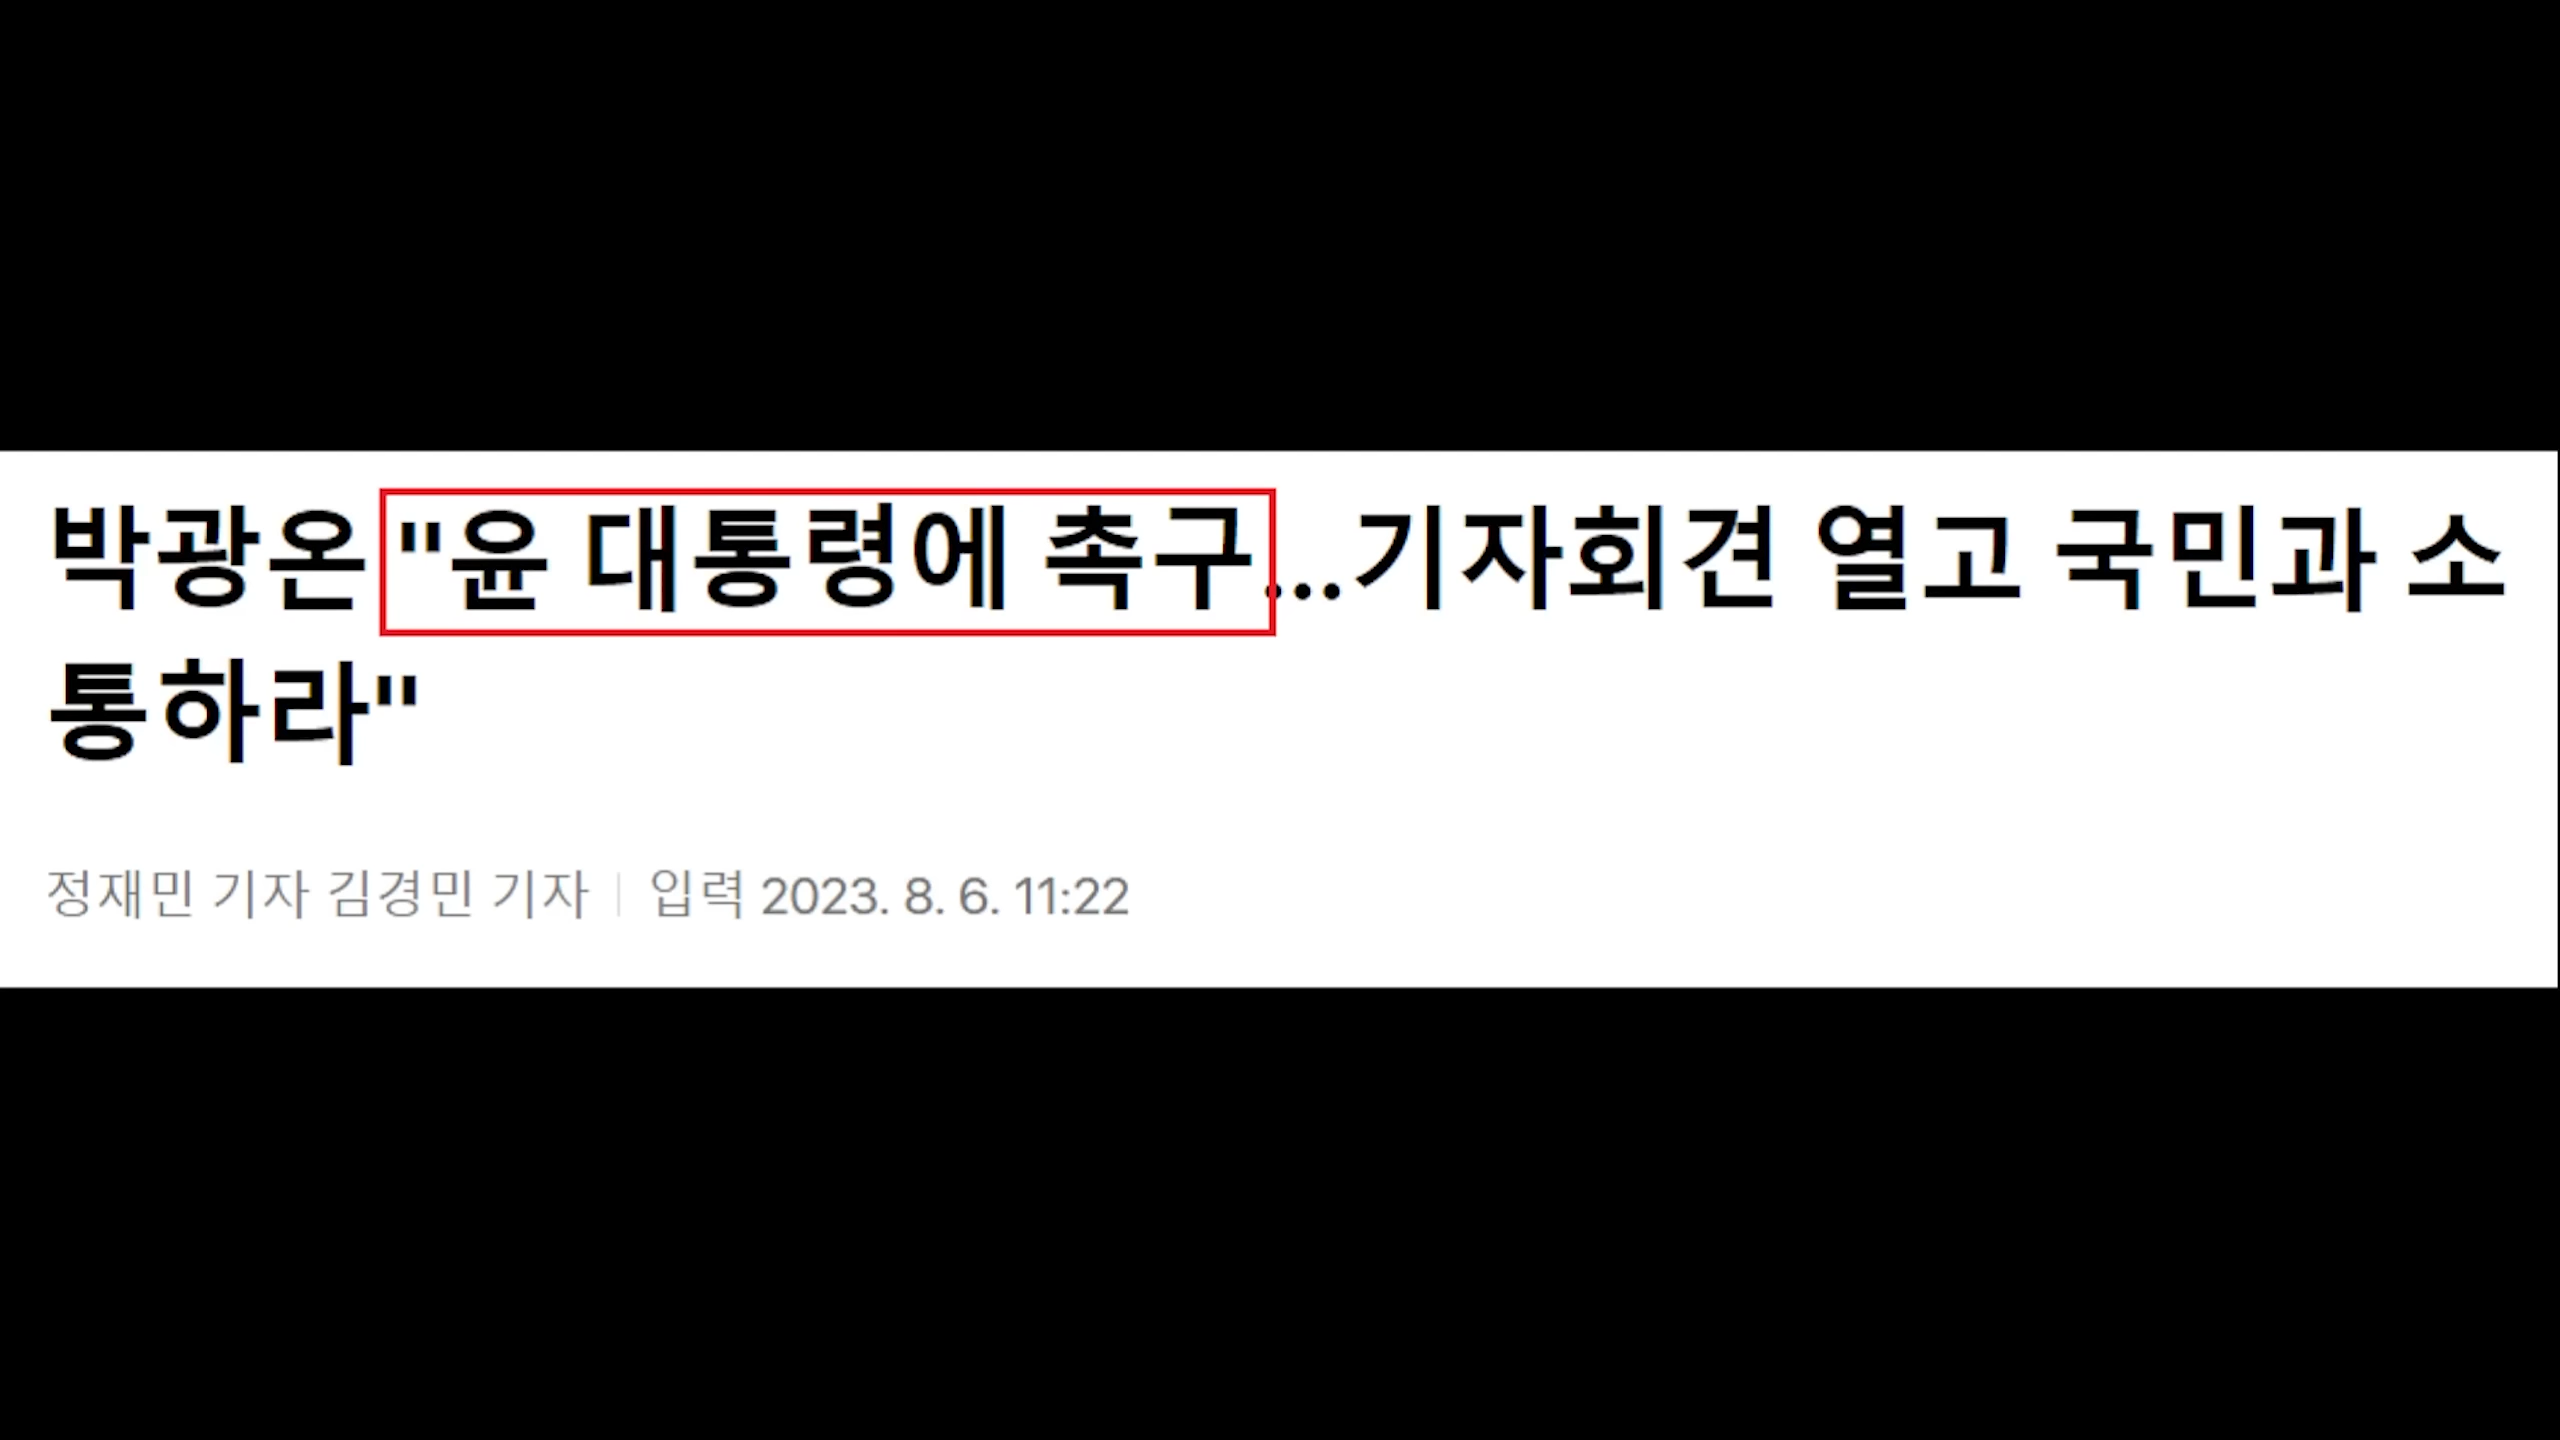 박광온 "윤 대통령에 촉구...기자회견 열고 국민과 소
통하라"
정재민 기자 김경민 기자 | 입력 2023. 8. 6. 11:22